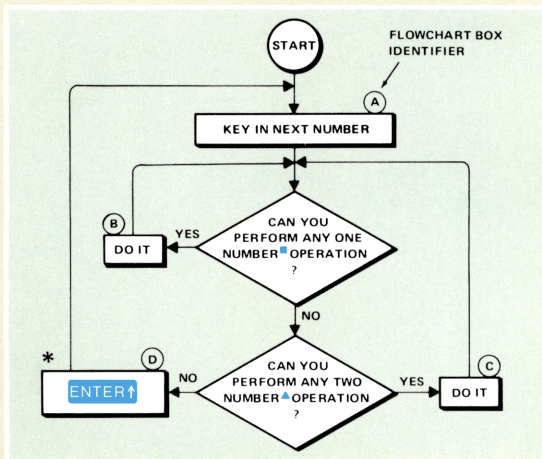 START
FLOWCHART BOX
IDENTIFIER
A
KEY IN NEXT NUMBER
B
YES
DO IT
CAN YOU
PERFORM ANY ONE
NUMBER■OPERATION
?
NO
*
D
ENTER↑
NO
CAN YOU
PERFORM ANY TWO
NUMBER▲OPERATION
?
YES
C
DO IT